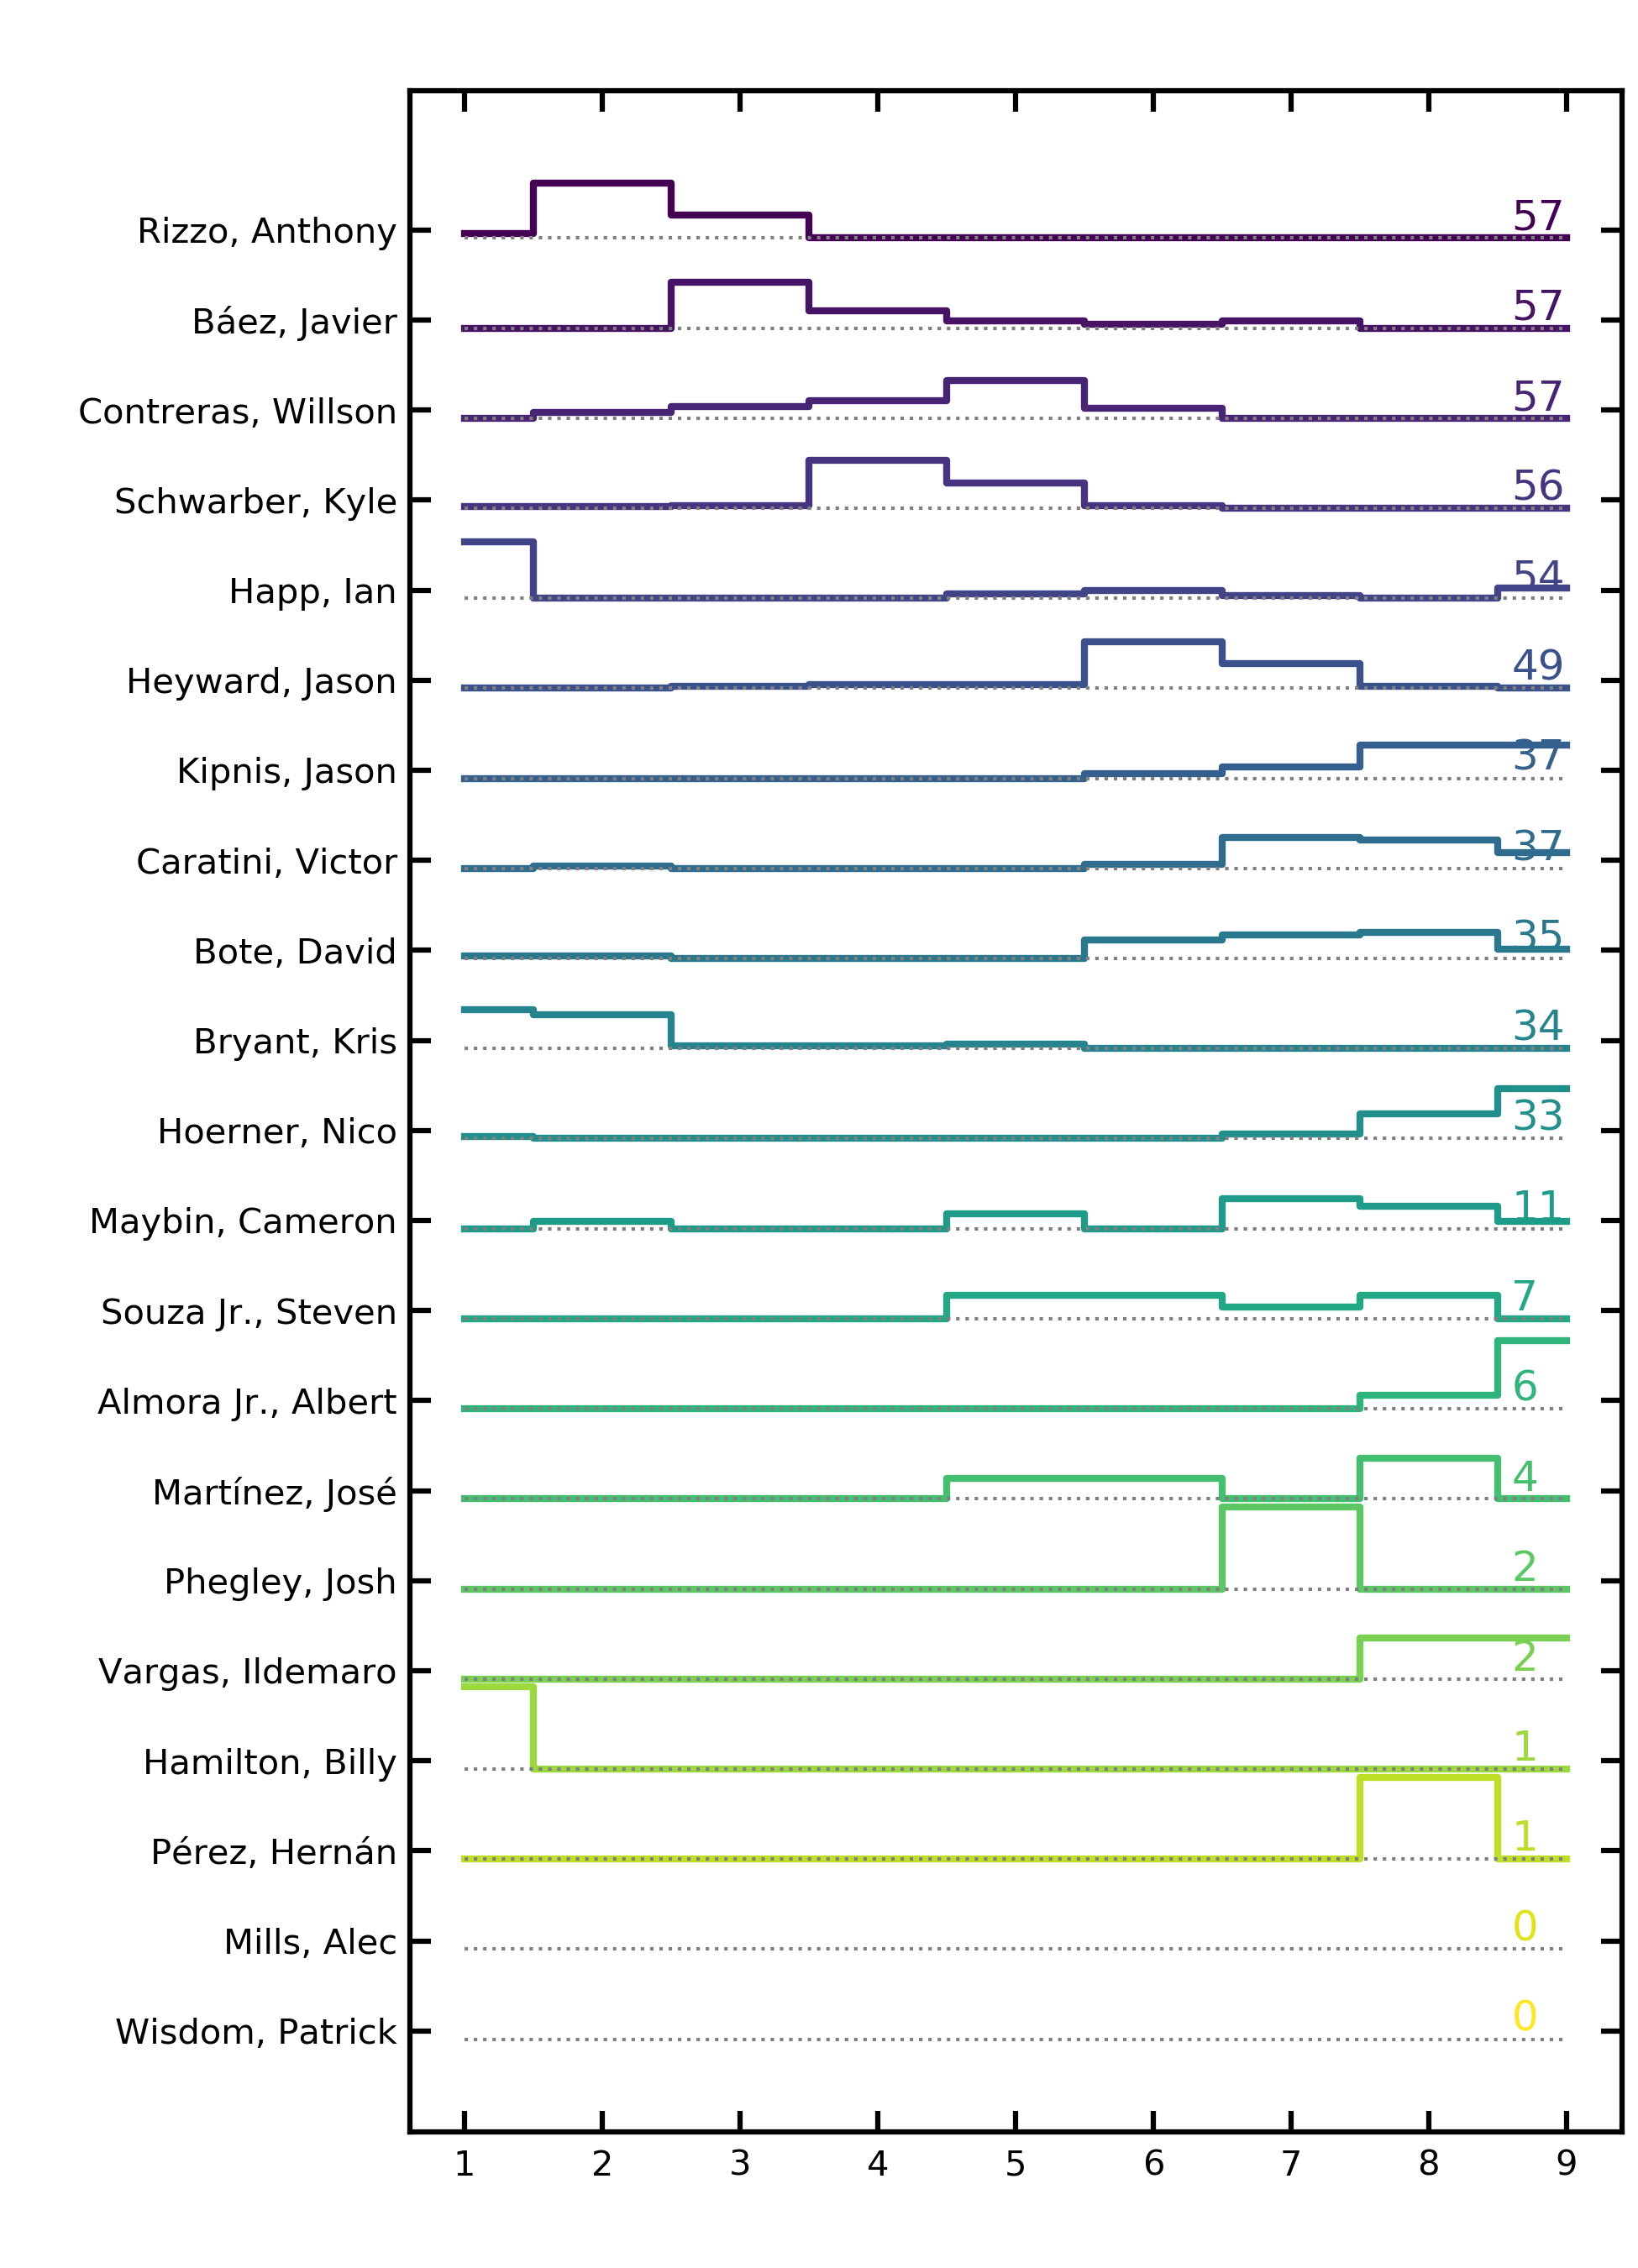 Rizzo, Anthony 57
Báez, Javier 57
Contreras, Willson 57
Schwarber, Kyle 56
Happ, Ian 54
Heyward, Jason 49
Kipnis, Jason 37
Caratini, Victor 37
Bote, David 35
Bryant, Kris 34
Hoerner, Nico 33
Maybin, Cameron 11
Souza Jr., Steven 7
Almora Jr., Albert 6
Martínez, José 4
Phegley, Josh 2
Vargas, Ildemaro 2
Hamilton, Billy 1
Pérez, Hernán 1
Mills, Alec 0
Wisdom, Patrick 0
1 2 3 4 5 6 7 8 9